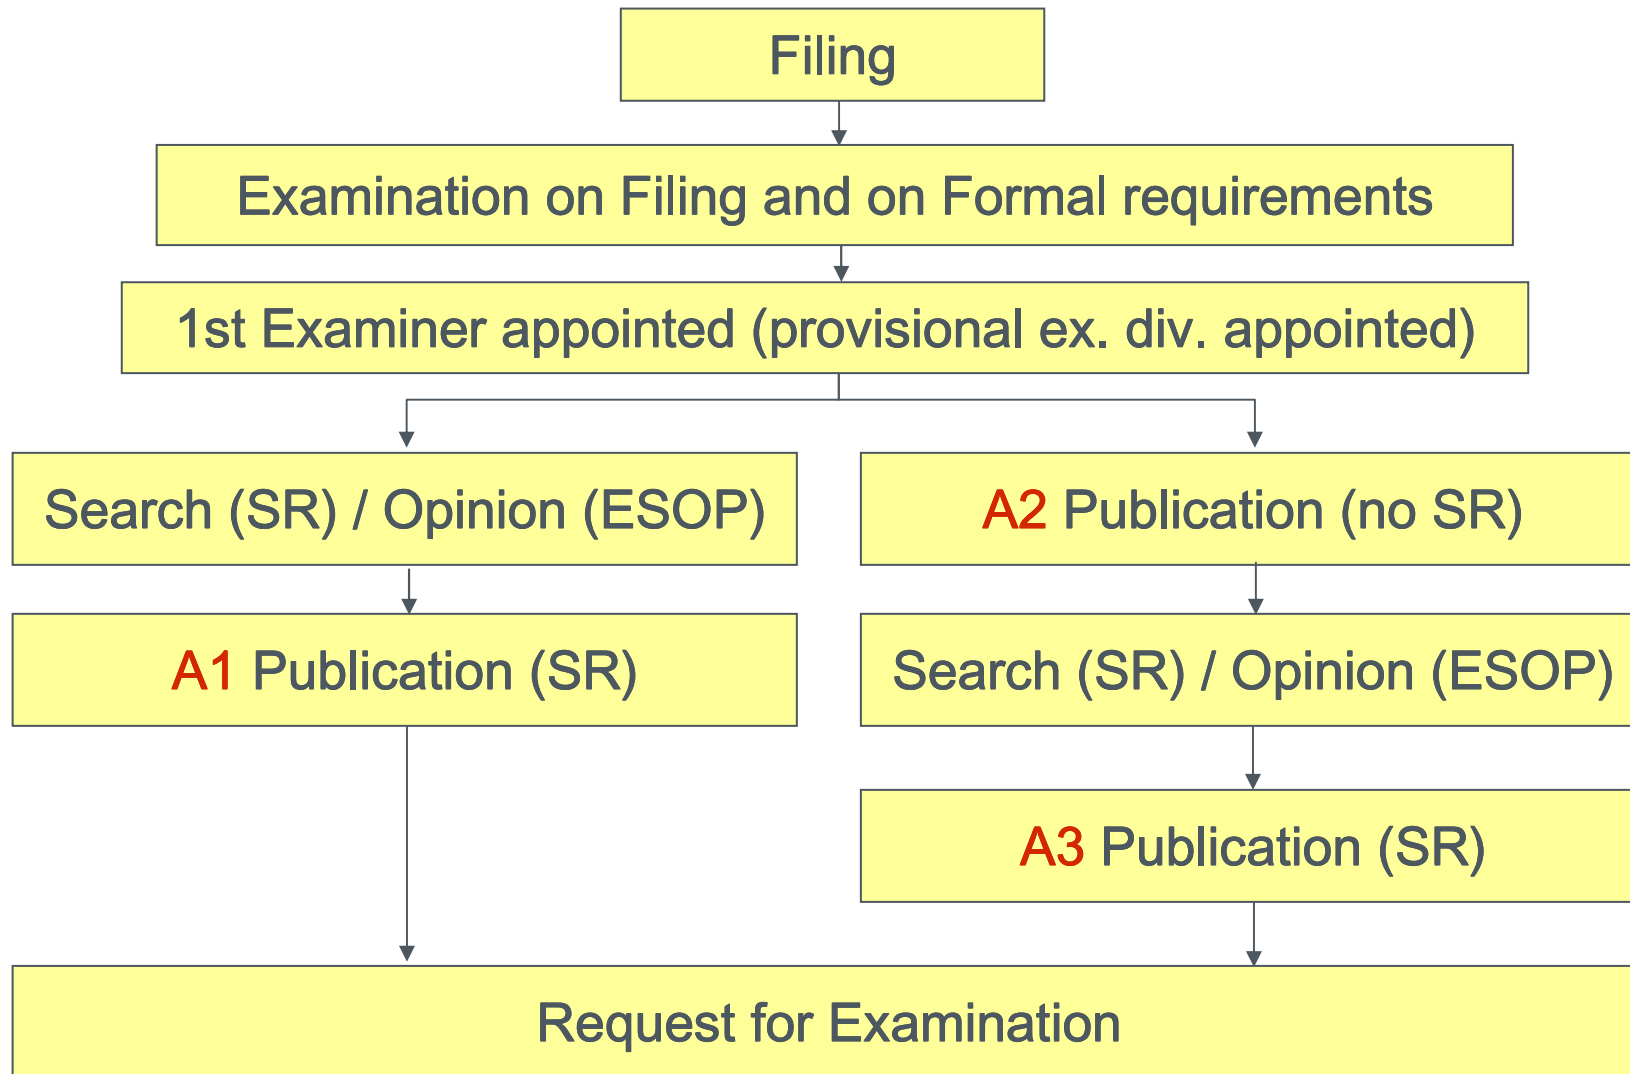 Filing
Examination on Filing and on Formal requirements
1st Examiner appointed (provisional ex. div. appointed)
Search (SR) / Opinion (ESOP)
A1 Publication (SR)
A2 Publication (no SR)
Search (SR) / Opinion (ESOP)
A3 Publication (SR)
Request for Examination